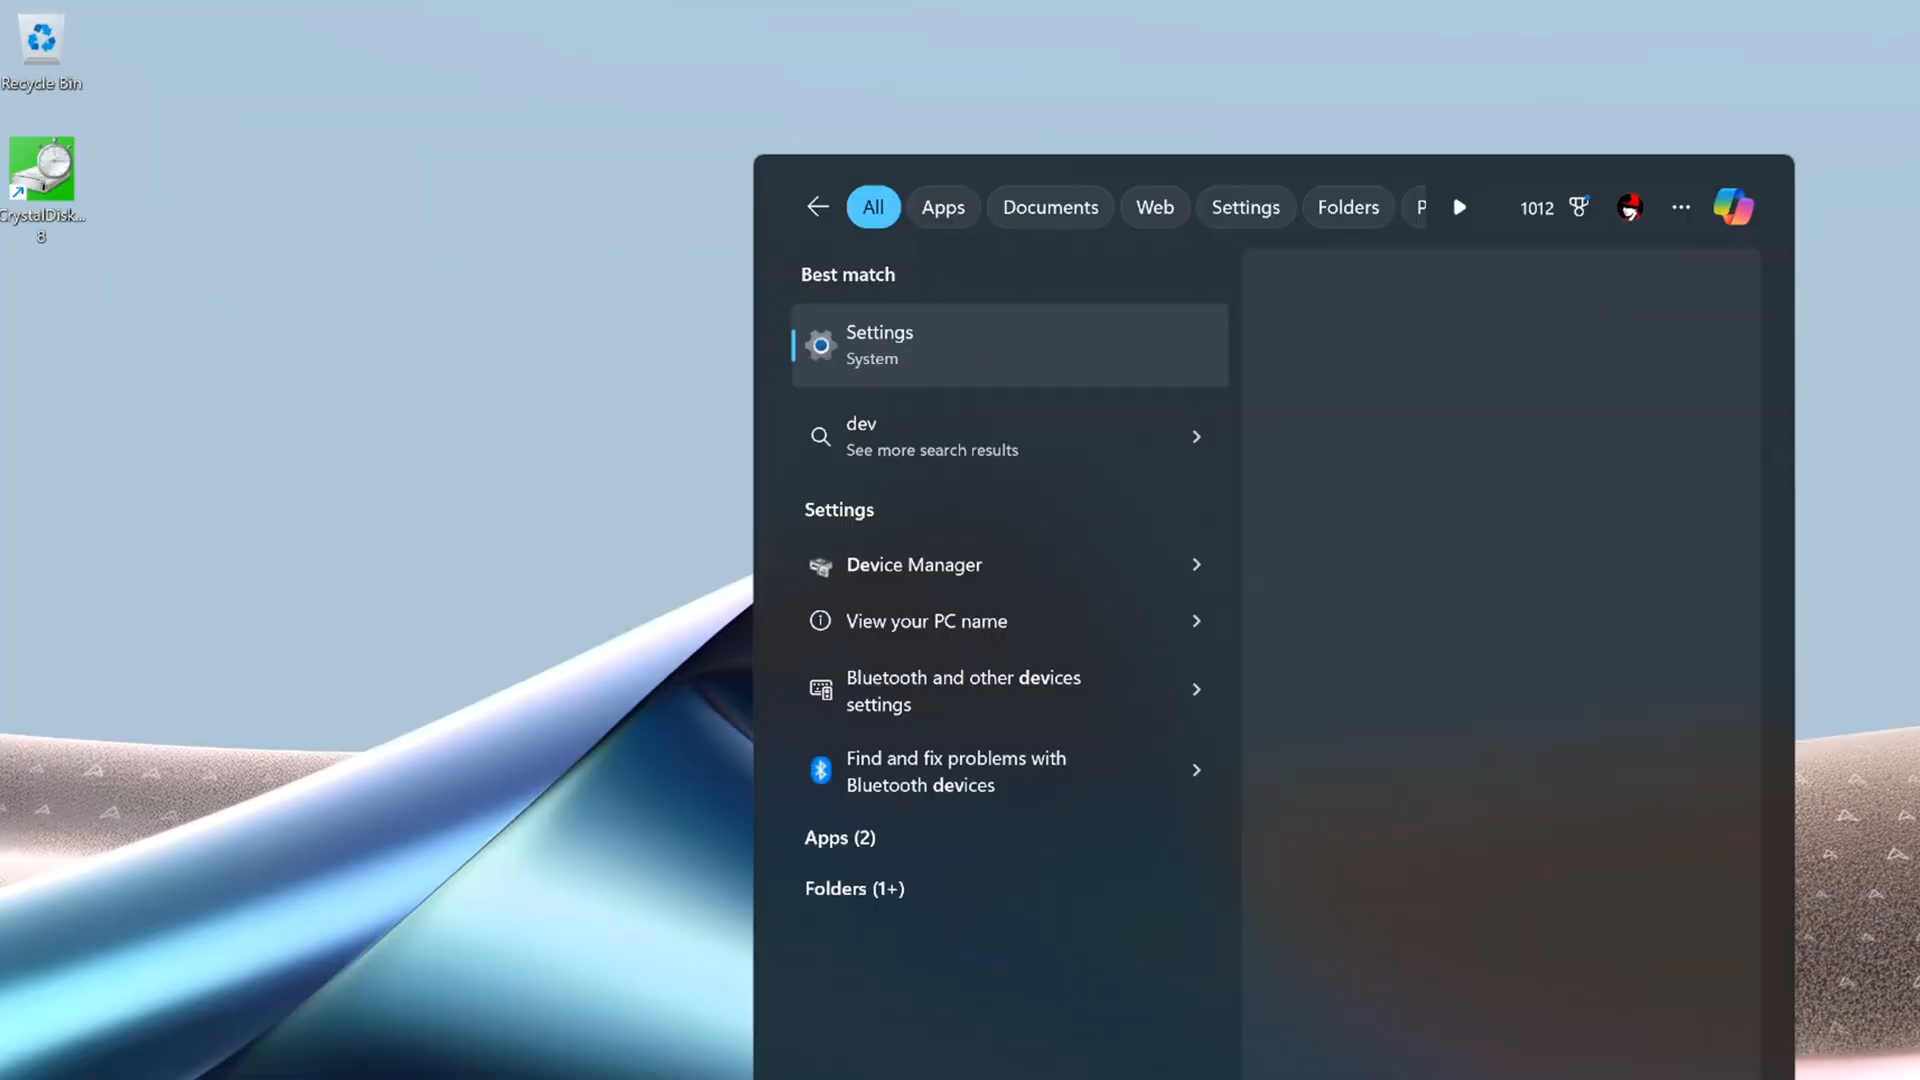 Recycle Bin
CrystalDisk...
8
All
Apps
Documents
Web
Settings
Folders
P
1012
Best match
Settings
System
dev
See more search results
Settings
Device Manager
View your PC name
Bluetooth and other devices
settings
Find and fix problems with
Bluetooth devices
Apps (2)
Folders (1+)